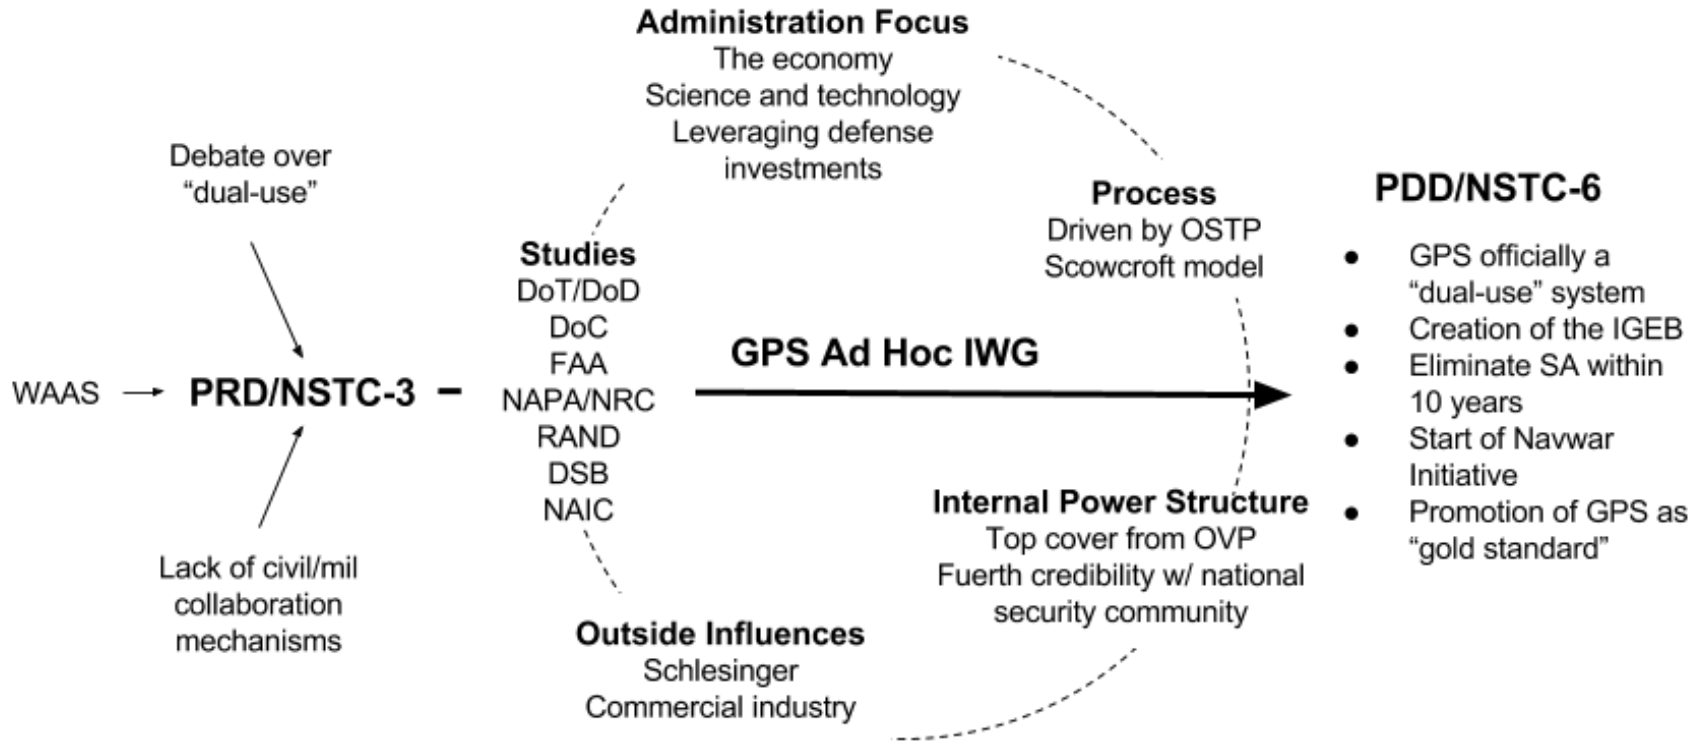 Administration Focus
The economy
Science and technology
Leveraging defense
investments
Debate over
“dual-use”
WAAS
PRD/NSTC-3 –
Lack of civil/mil
collaboration
mechanisms
Studies
DoT/DoD
DoC
FAA
NAPA/NRC
RAND
DSB
NAIC
GPS Ad Hoc IWG
Process
Driven by OSTP
Scowcroft model
Internal Power Structure
Top cover from OVP
Fuerth credibility w/ national
security community
Outside Influences
Schlesinger
Commercial industry
PDD/NSTC-6
● GPS officially a
“dual-use” system
● Creation of the IGEB
● Eliminate SA within
10 years
● Start of Navwar
Initiative
● Promotion of GPS as
“gold standard”